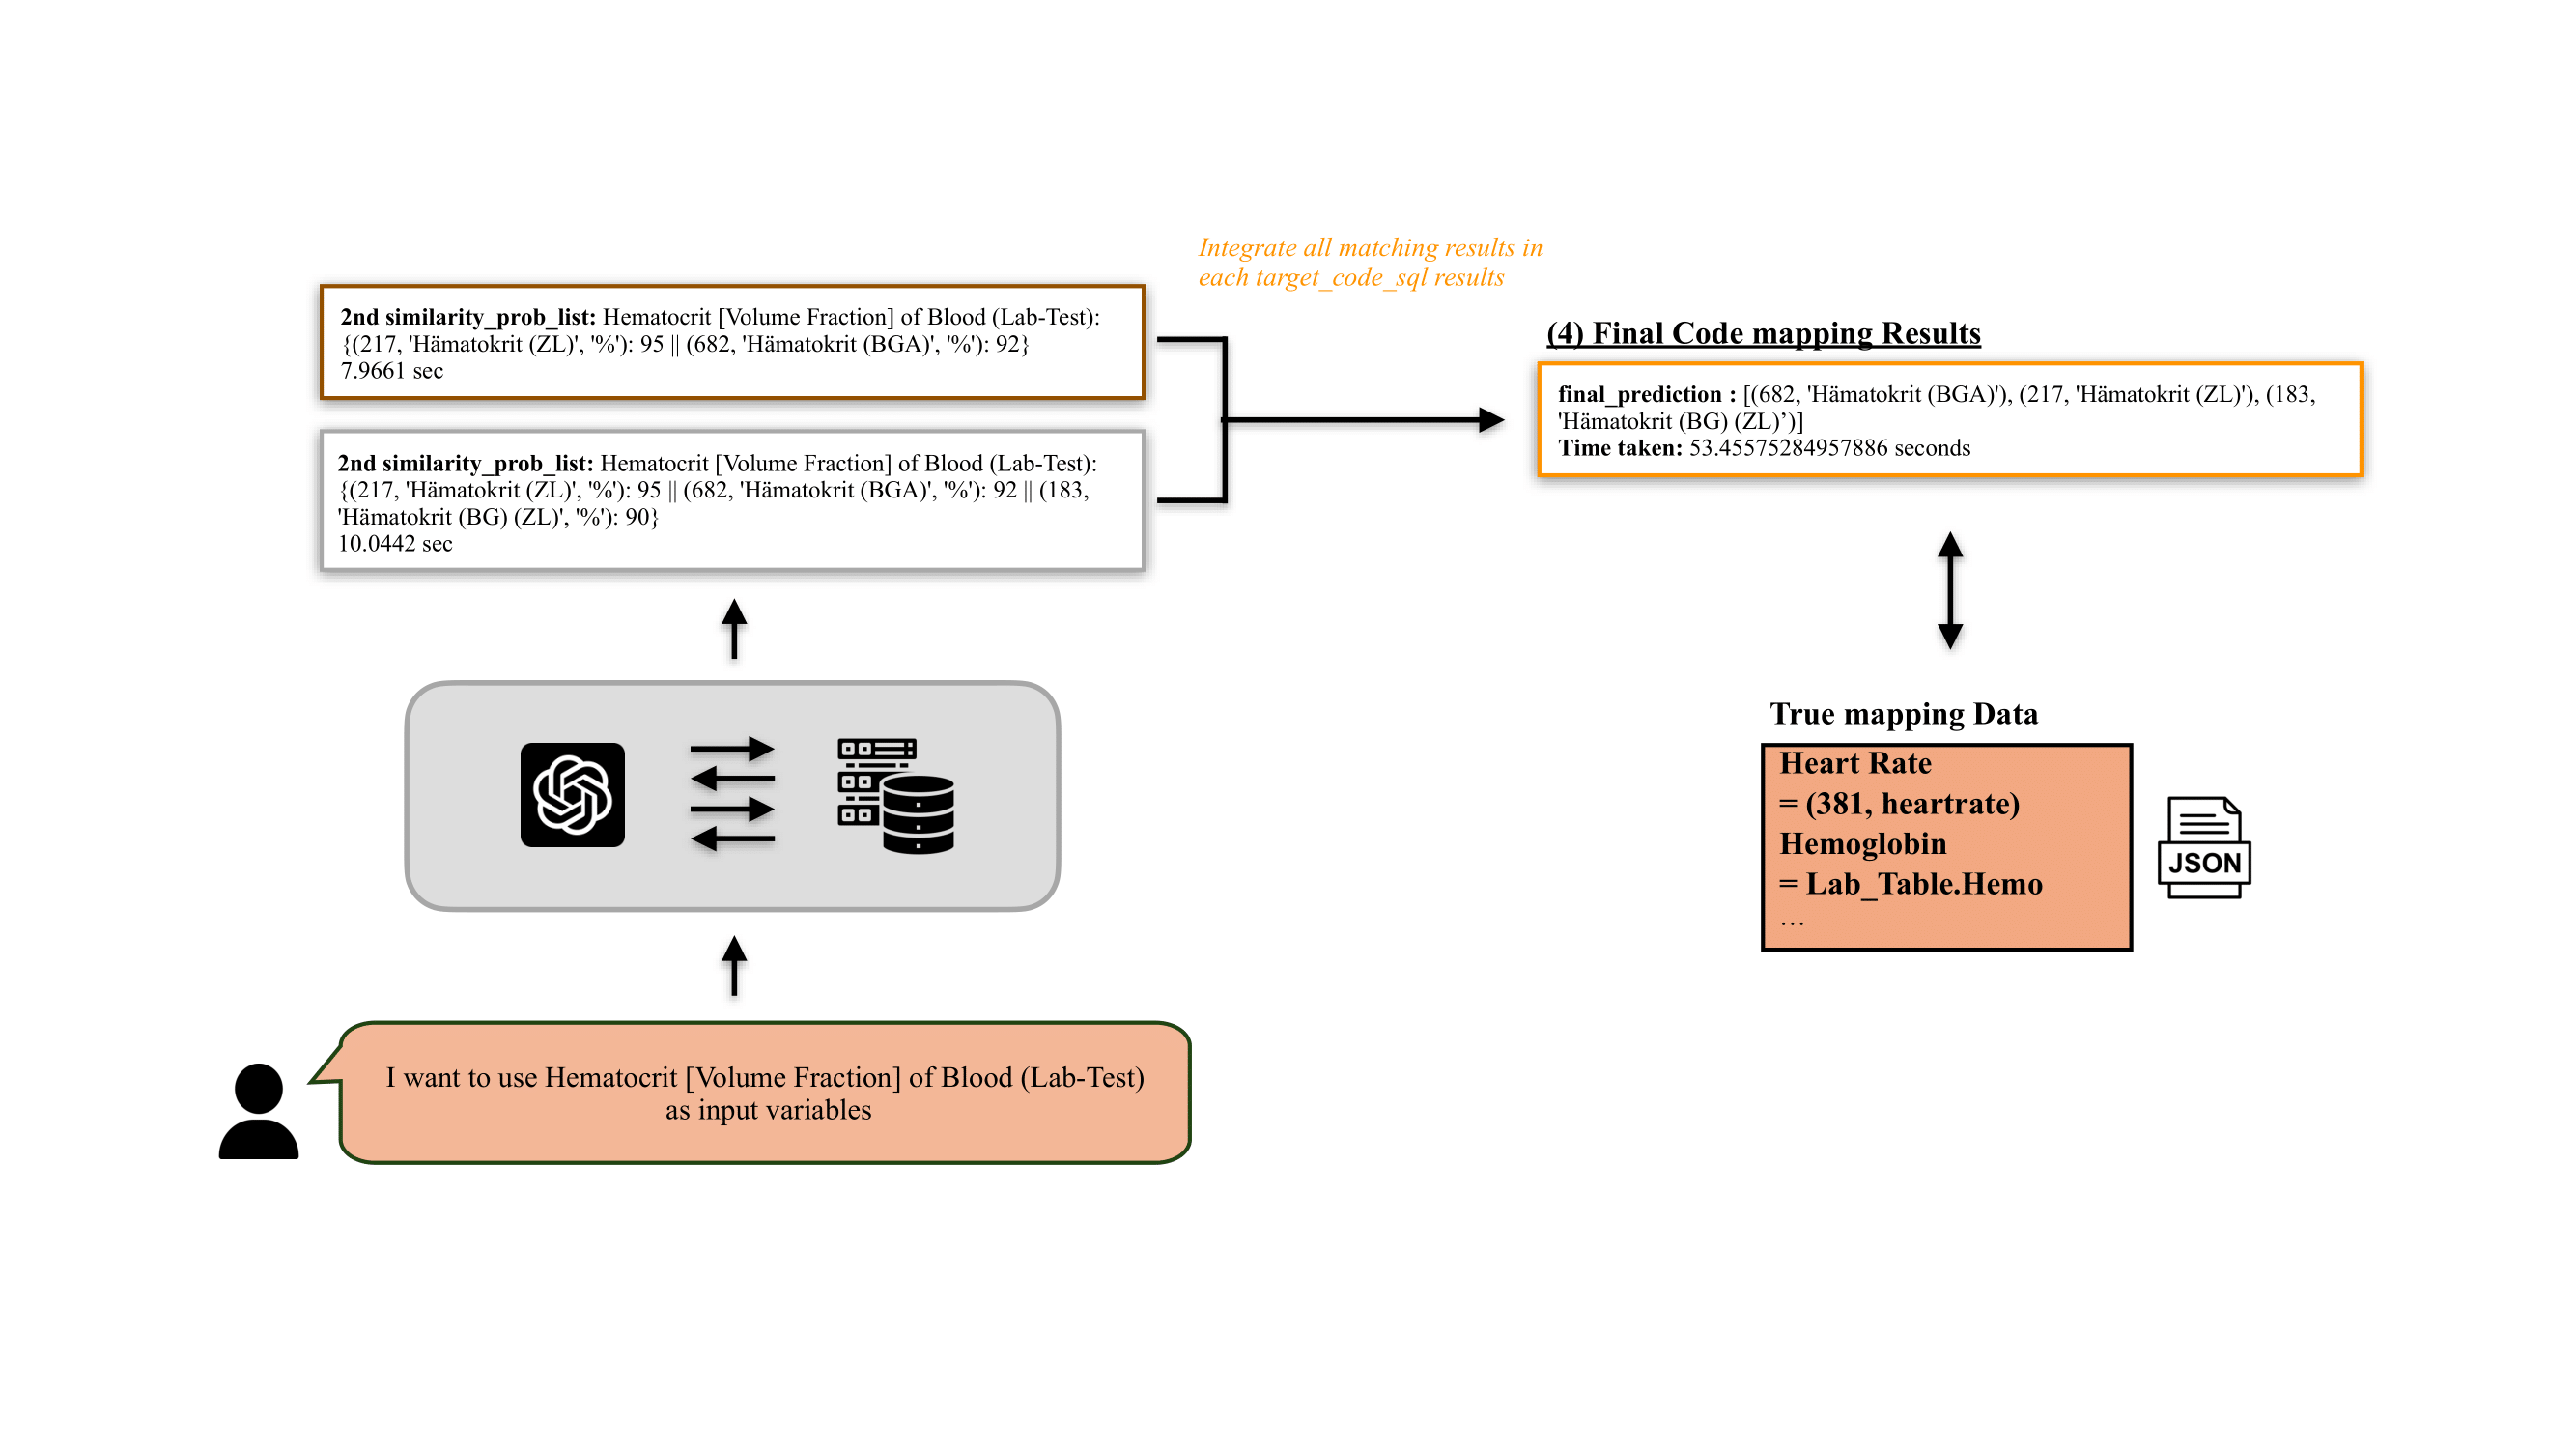 Integrate all matching results in
each target_code_sql results
2nd similarity_prob_list: Hematocrit [Volume Fraction] of Blood (Lab-Test):
{(217, 'Hämatokrit (ZL)', '%'): 95 || (682, 'Hämatokrit (BGA)', '%'): 92}
7.9661 sec
2nd similarity_prob_list: Hematocrit [Volume Fraction] of Blood (Lab-Test):
{(217, 'Hämatokrit (ZL)', '%'): 95 || (682, 'Hämatokrit (BGA)', '%'): 92 || (183,
'Hämatokrit (BG) (ZL)', '%'): 90}
10.0442 sec
(4) Final Code mapping Results
final_prediction : [(682, 'Hämatokrit (BGA)'), (217, 'Hämatokrit (ZL)'), (183,
'Hämatokrit (BG) (ZL)’)]
Time taken: 53.45575284957886 seconds
True mapping Data
Heart Rate
= (381, heartrate)
Hemoglobin
= Lab_Table.Hemo
…
JSON
I want to use Hematocrit [Volume Fraction] of Blood (Lab-Test)
as input variables